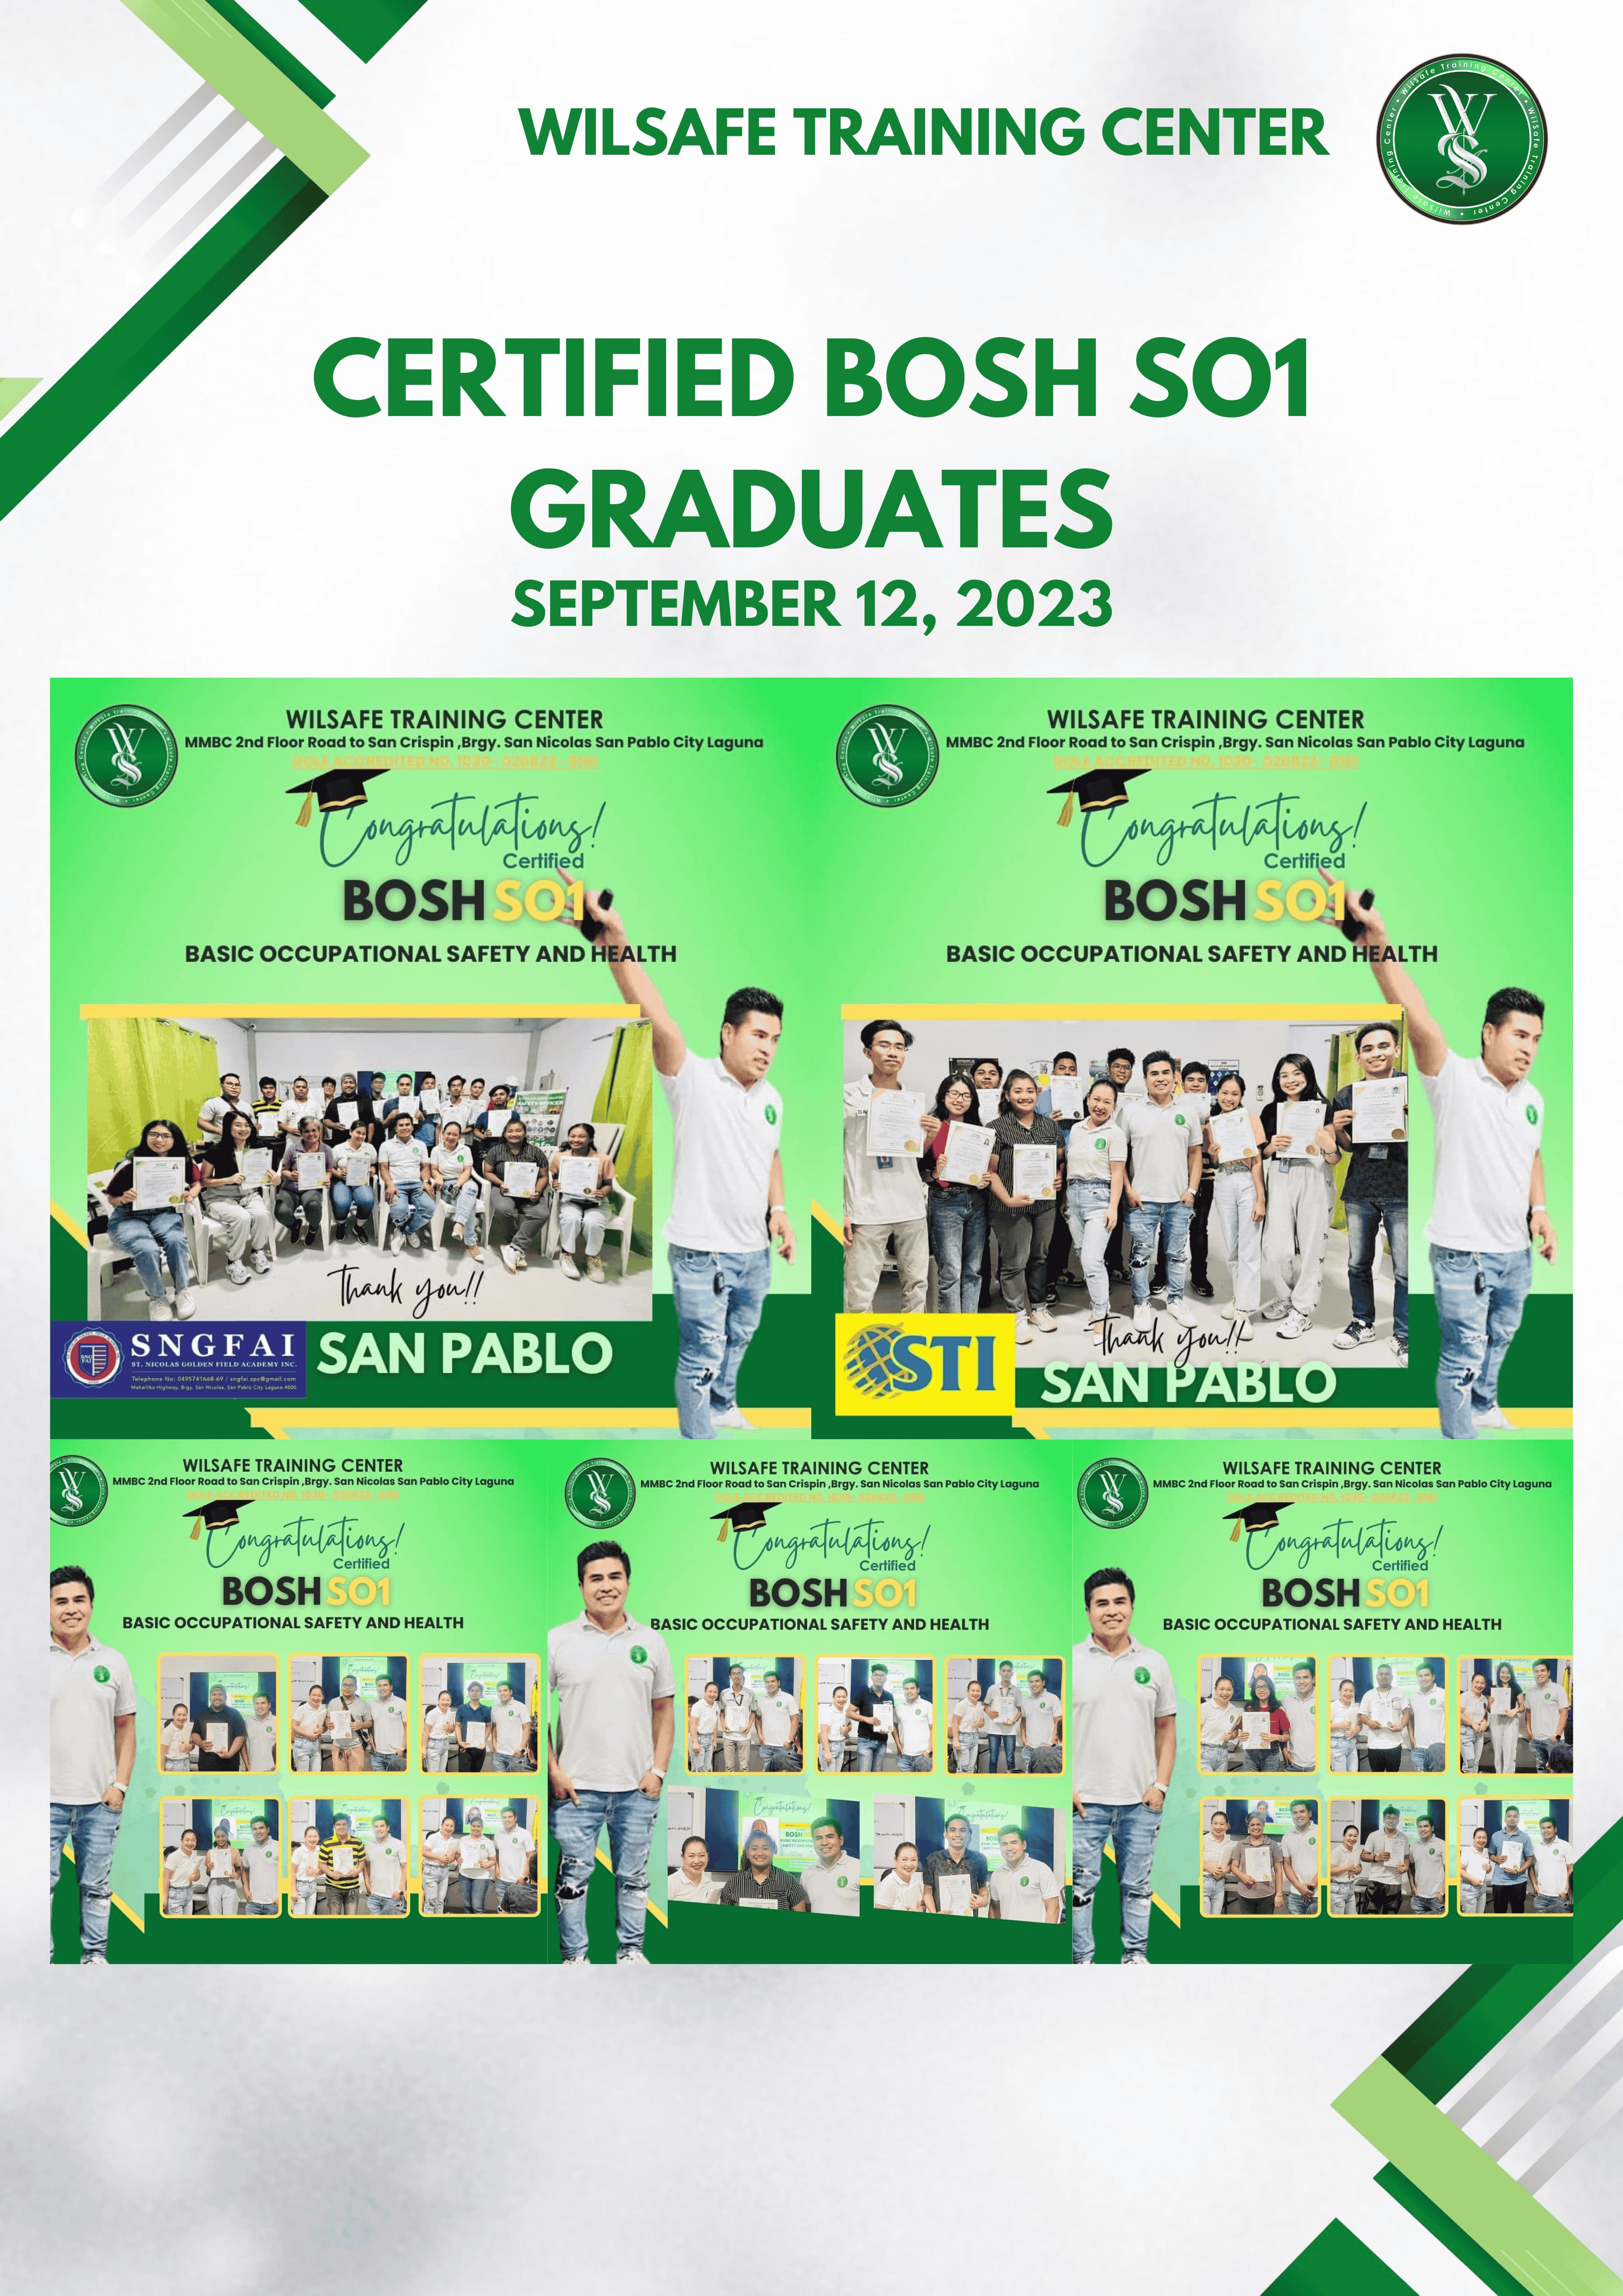 WILSAFE TRAINING CENTER
CERTIFIED BOSH SO1
GRADUATES
SEPTEMBER 12, 2023
WILSAFE TRAINING CENTER
MMBC 2nd Floor Road to San Crispin ,Brgy. San Nicolas San Pablo City Laguna
DOLE ACCREDITED NO. 1030- 020823-
Congratulations!
Certified
BOSH SO1
BASIC OCCUPATIONAL SAFETY AND HEALTH
Thank you!!
SNGFAI
ST. NICOLAS GOLDEN FIELD ACADEMY INC.
Telephone No: 0495741668-69 / sngfai.spc@gmail.com
Maharlika Highway, Brgy. San Nicolas, San Pablo City Laguna 4000
SAN PABLO
WILSAFE TRAINING CENTER
MMBC 2nd Floor Road to San Crispin ,Brgy. San Nicolas San Pablo City Laguna
DOLE ACCREDITED NO. 1030- 020823-
Congratulations!
Certified
BOSH SO1
BASIC OCCUPATIONAL SAFETY AND HEALTH
Thank you!!
STI
SAN PABLO
WILSAFE TRAINING CENTER
MMBC 2nd Floor Road to San Crispin ,Brgy. San Nicolas San Pablo City Laguna
Congratulations!
Certified
BOSH SO1
BASIC OCCUPATIONAL SAFETY AND HEALTH
WILSAFE TRAINING CENTER
MMBC 2nd Floor Road to San Crispin ,Brgy. San Nicolas San Pablo City Laguna
Congratulations!
Certified
BOSH SO1
BASIC OCCUPATIONAL SAFETY AND HEALTH
WILSAFE TRAINING CENTER
MMBC 2nd Floor Road to San Crispin ,Brgy. San Nicolas San Pablo City Laguna
Congratulations!
Certified
BOSH SO1
BASIC OCCUPATIONAL SAFETY AND HEALTH